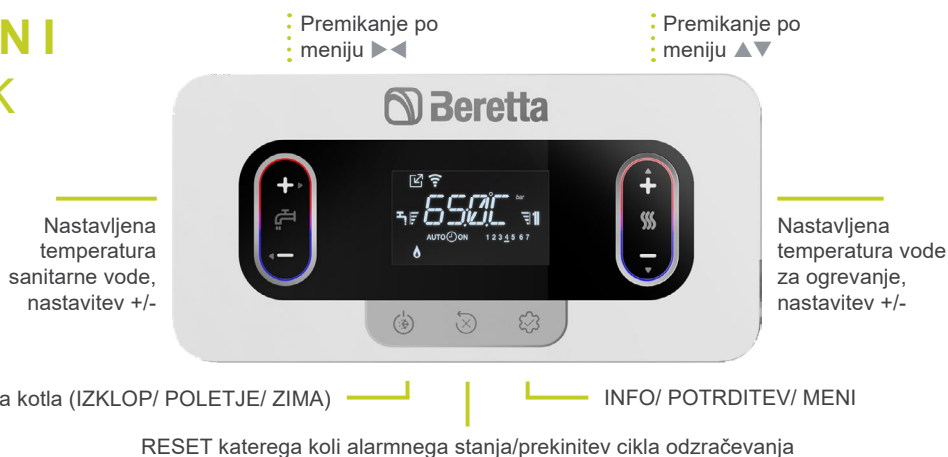 NI
K
Premikanje po
meniju ▶◀
Premikanje po
meniju ▲▼
Beretta
Nastavljena
temperatura
sanitarne vode,
nastavitev +/-
65.0°C
bar
AUTO ON 1 2 3 4 5 6 7
Nastavljena
temperatura vode
za ogrevanje,
nastavitev +/-
a kotla (IZKLOP/ POLETJE/ ZIMA)
INFO/ POTRDITEV/ MENI
RESET katerega koli alarmnega stanja/prekinitev cikla odzračevanja